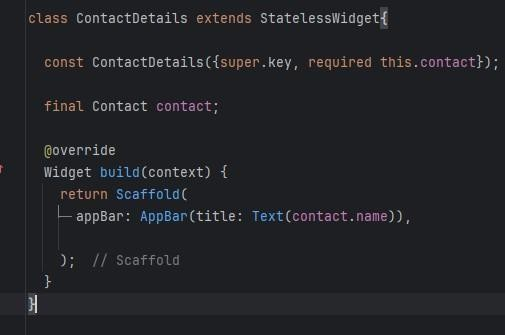 class ContactDetails extends StatelessWidget{
const ContactDetails({super.key, required this.contact});
final Contact contact;
@override
Widget build(context) {
return Scaffold(
appBar: AppBar(title: Text(contact.name)),
);  // Scaffold
}
}